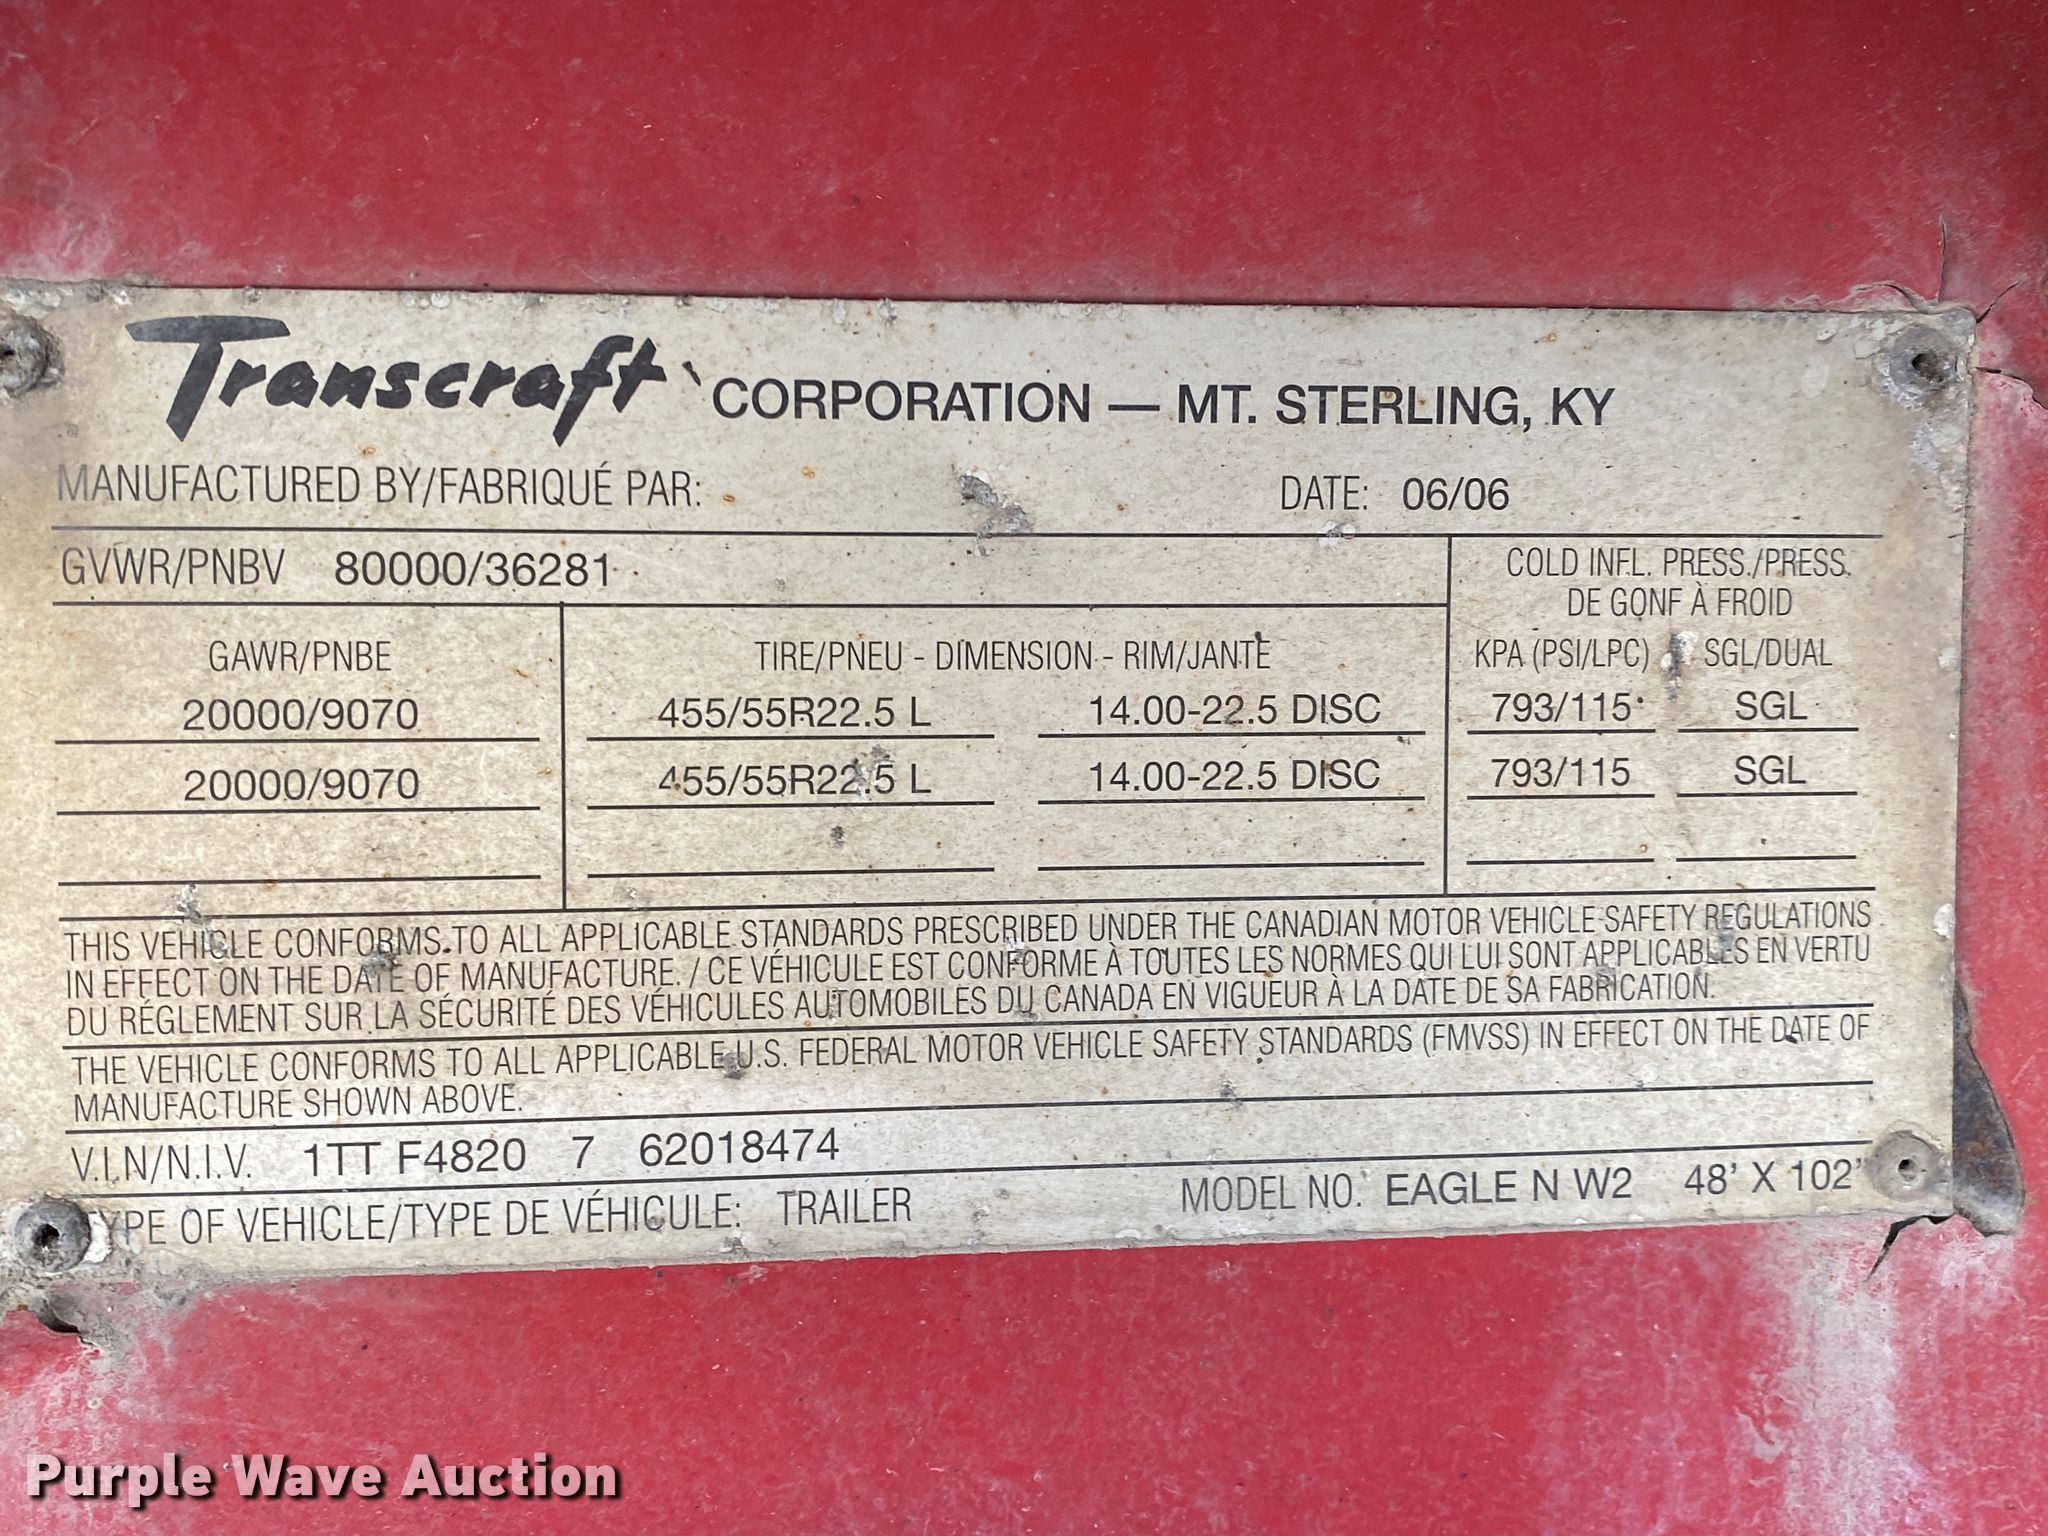 Transcraft CORPORATION — MT. STERLING, KY
MANUFACTURED BY/FABRIQUÉ PAR: DATE: 06/06
GVWR/PNBV 80000/36281
COLD INFL. PRESS./PRESS.
DE GONF À FROID
GAWR/PNBE TIRE/PNEU - DIMENSION - RIM/JANTE KPA (PSI/LPC) SGL/DUAL
20000/9070 455/55R22.5 L 14.00-22.5 DISC 793/115 SGL
20000/9070 455/55R22.5 L 14.00-22.5 DISC 793/115 SGL
THIS VEHICLE CONFORMS TO ALL APPLICABLE STANDARDS PRESCRIBED UNDER THE CANADIAN MOTOR VEHICLE SAFETY REGULATIONS
IN EFFECT ON THE DATE OF MANUFACTURE. / CE VÉHICULE EST CONFORME À TOUTES LES NORMES QUI LUI SONT APPLICABLES EN VERTU
DU RÉGLEMENT SUR LA SÉCURITÉ DES VÉHICULES AUTOMOBILES DU CANADA EN VIGUEUR À LA DATE DE SA FABRICATION.
THE VEHICLE CONFORMS TO ALL APPLICABLE U.S. FEDERAL MOTOR VEHICLE SAFETY STANDARDS (FMVSS) IN EFFECT ON THE DATE OF
MANUFACTURE SHOWN ABOVE.
V.I.N/N.I.V. 1TT F4820 7 62018474
TYPE OF VEHICLE/TYPE DE VÉHICULE: TRAILER MODEL NO. EAGLE N W2 48' X 102"
Purple Wave Auction